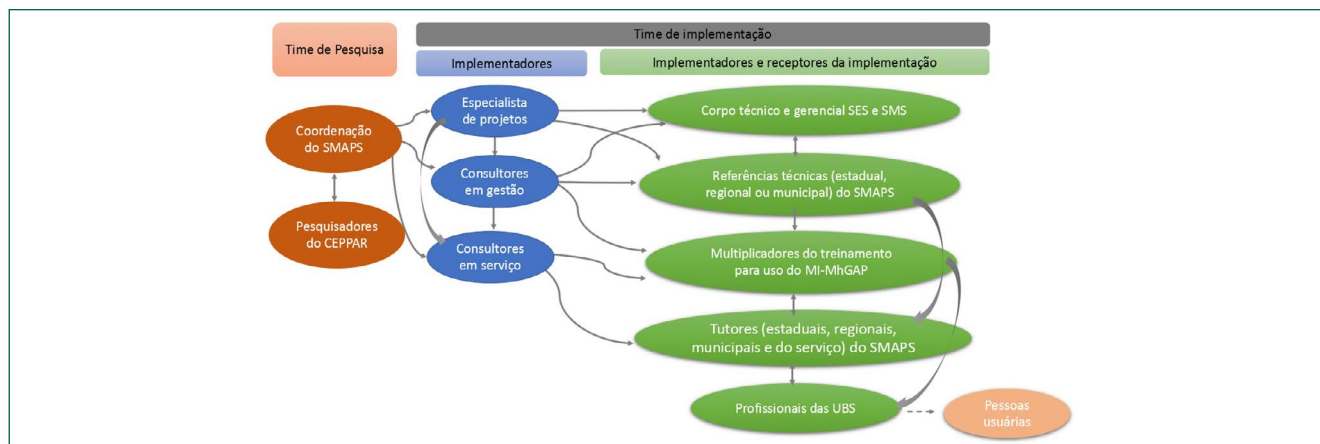 Time de Pesquisa
Time de implementação
Implementadores
Implementadores e receptores da implementação
Coordenação
do SMAPS
Pesquisadores
do CEPPAR
Especialista
de projetos
Consultores
em gestão
Consultores
em serviço
Corpo técnico e gerencial SES e SMS
Referências técnicas (estadual,
regional ou municipal) do SMAPS
Multiplicadores do treinamento
para uso do MI-MhGAP
Tutores (estaduais, regionais,
municipais e do serviço) do SMAPS
Profissionais das UBS
Pessoas
usuárias